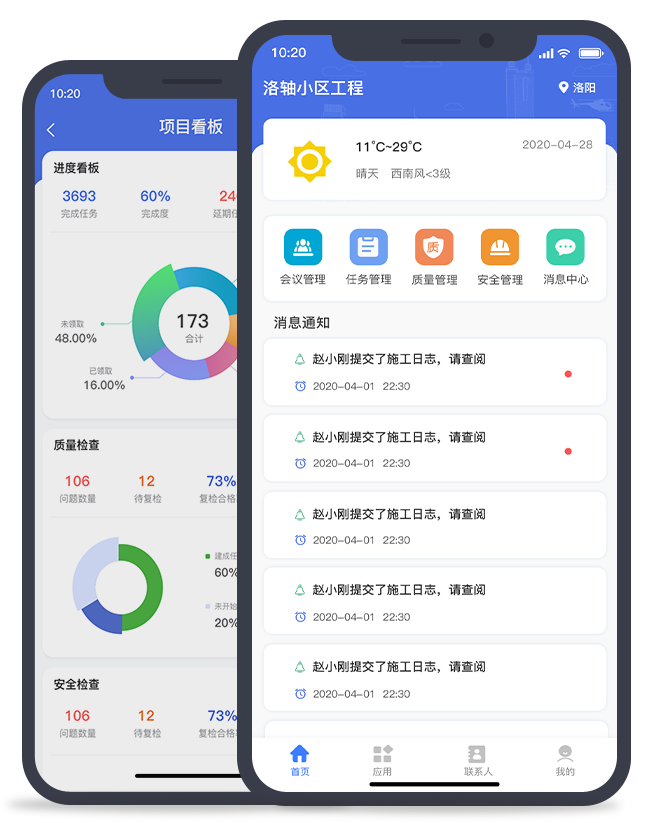 10:20
项目看板
进度看板
3693 60% 24
完成任务 完成度 延期任
173
合计
未领取
48.00%
已领取
16.00%
质量检查
106 12 73%
问题数量 待复检 复检合格
建成任
60%
未开始
20%
安全检查
106 12 73%
问题数量 待复检 复检合格
10:20
洛轴小区工程 洛阳
11°C~29°C 2020-04-28
晴天 西南风<3级
质
会议管理 任务管理 质量管理 安全管理 消息中心
消息通知
赵小刚提交了施工日志，请查阅
2020-04-01 22:30
赵小刚提交了施工日志，请查阅
2020-04-01 22:30
赵小刚提交了施工日志，请查阅
2020-04-01 22:30
赵小刚提交了施工日志，请查阅
2020-04-01 22:30
赵小刚提交了施工日志，请查阅
2020-04-01 22:30
首页 应用 联系人 我的